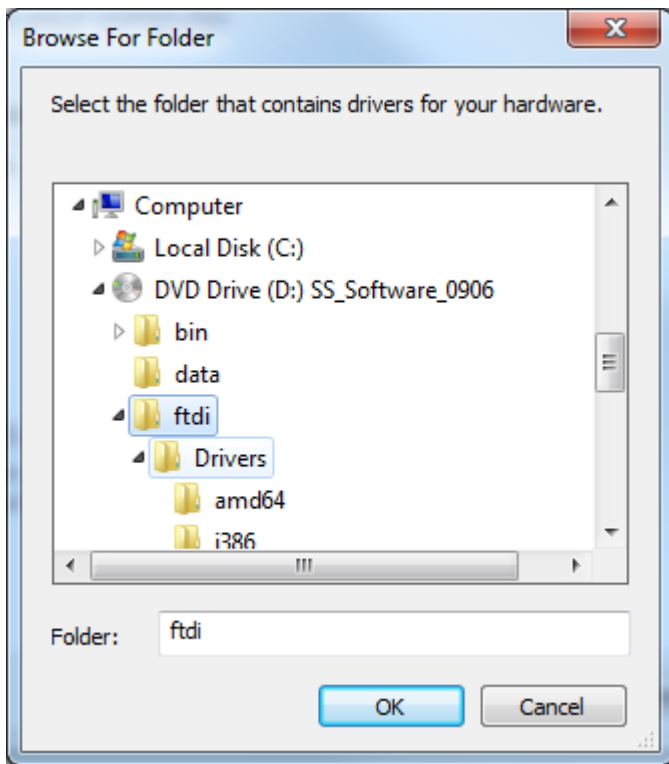 Browse For Folder
Select the folder that contains drivers for your hardware.
Computer
Local Disk (C:)
DVD Drive (D:) SS_Software_0906
bin
data
ftdi
Drivers
amd64
i386
Folder: ftdi
OK Cancel